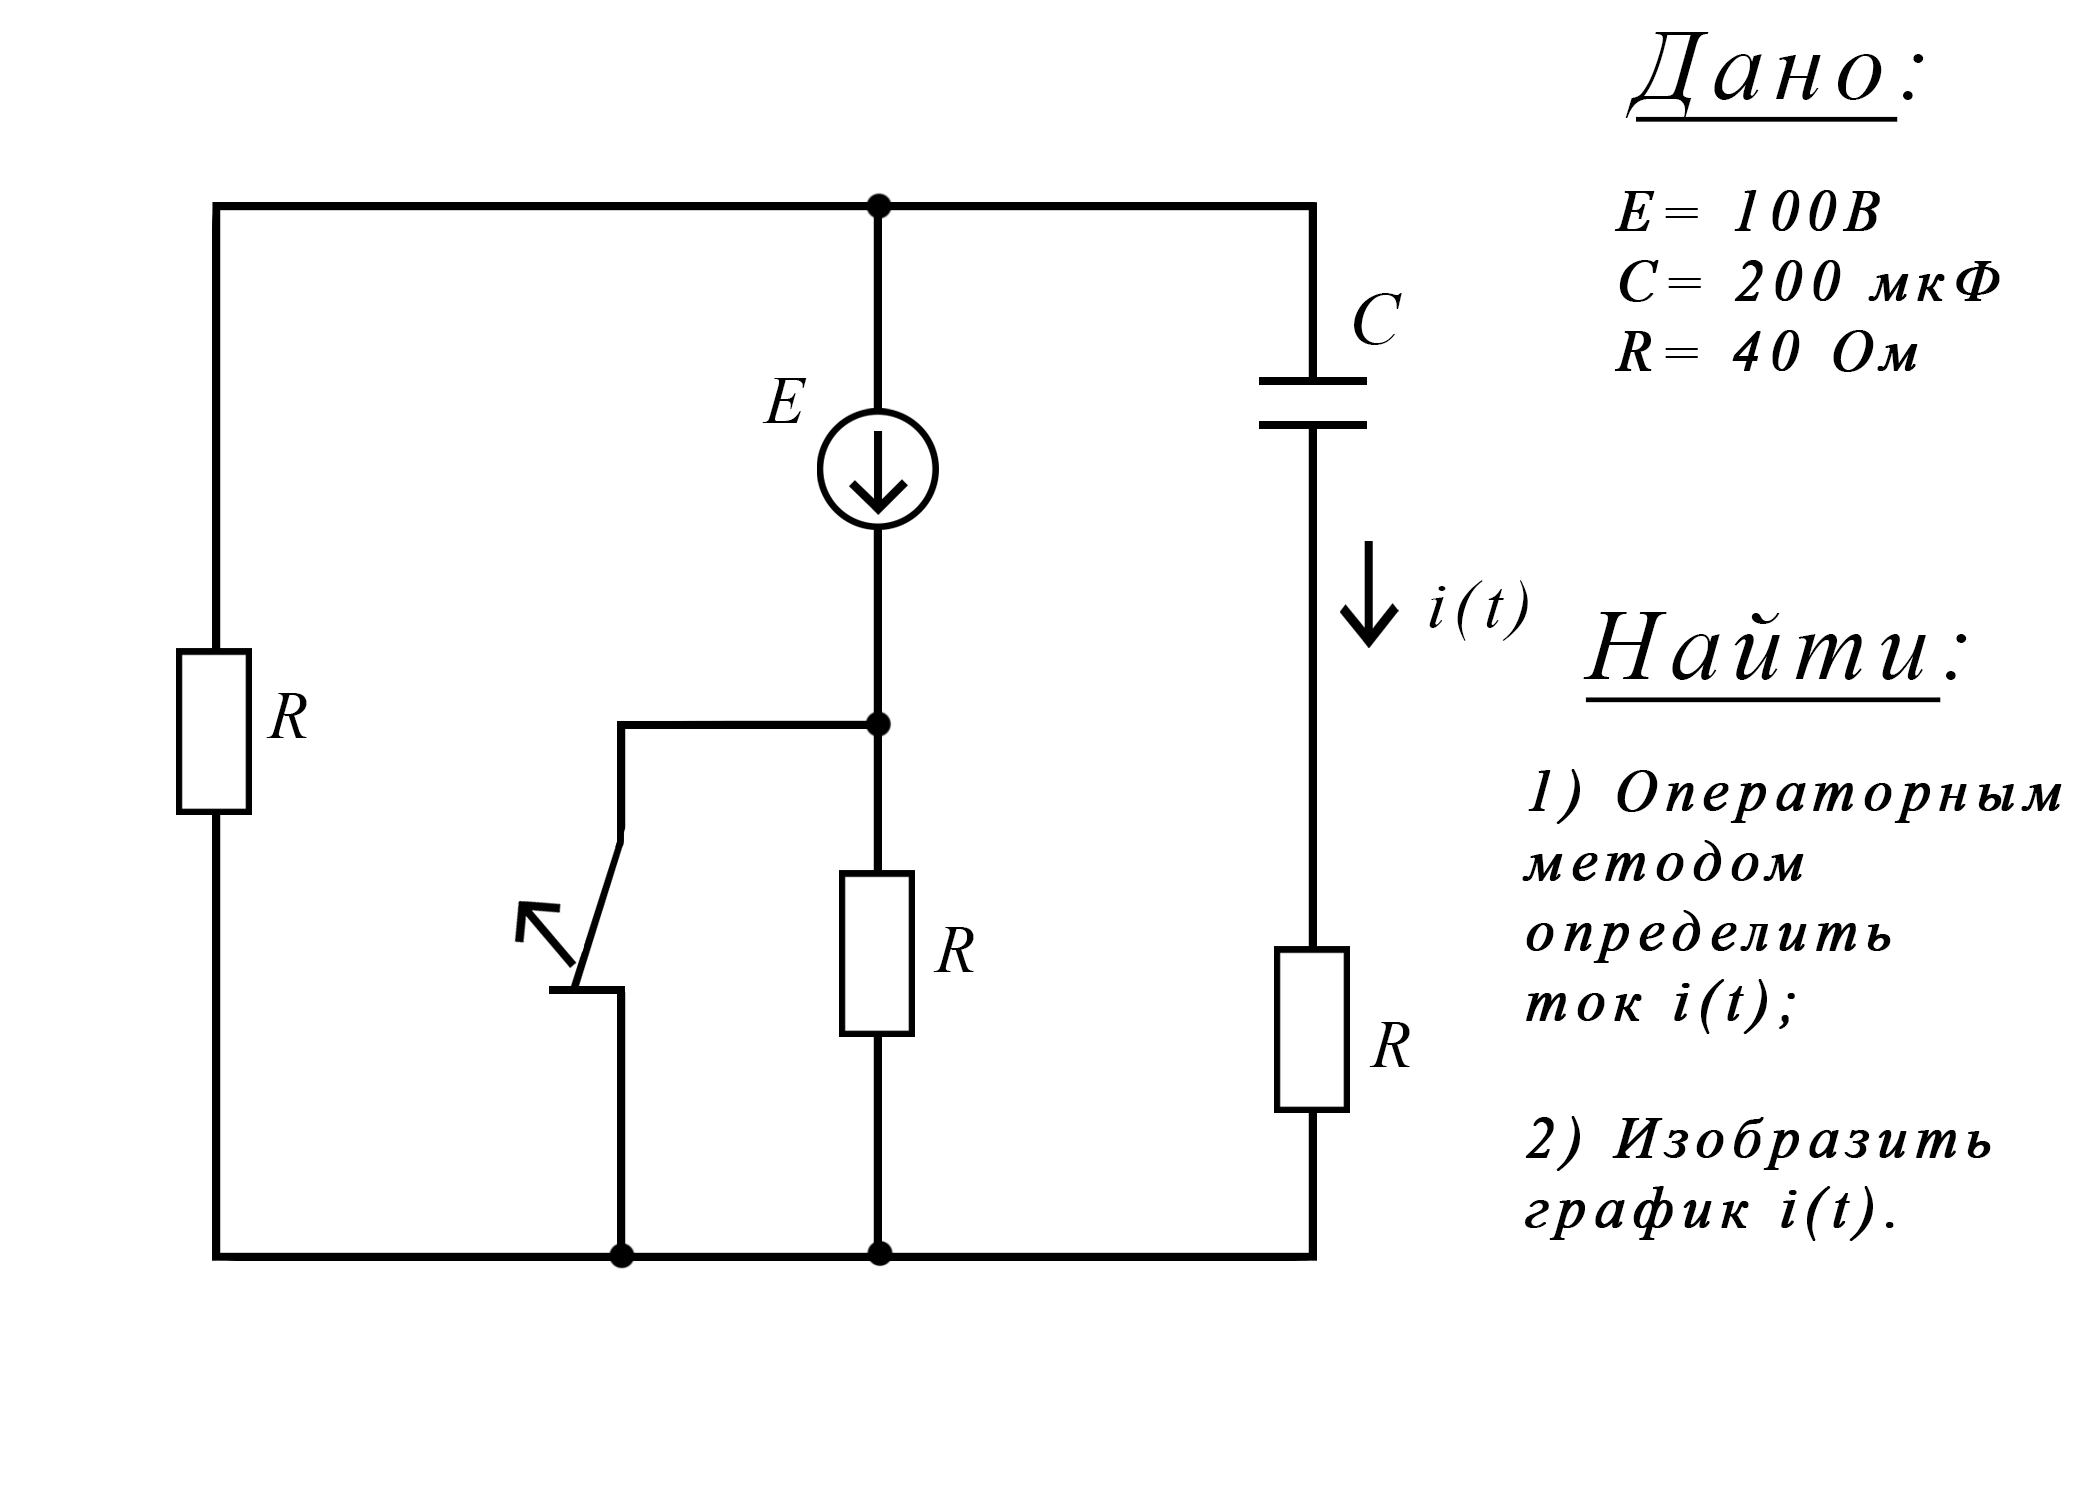 Дано:
E= 100В
C= 200 мкФ
R= 40 Ом
C
E
i(t)
Найти:
R
1) Операторным
методом
определить
ток i(t);
R
R
2) Изобразить
график i(t).